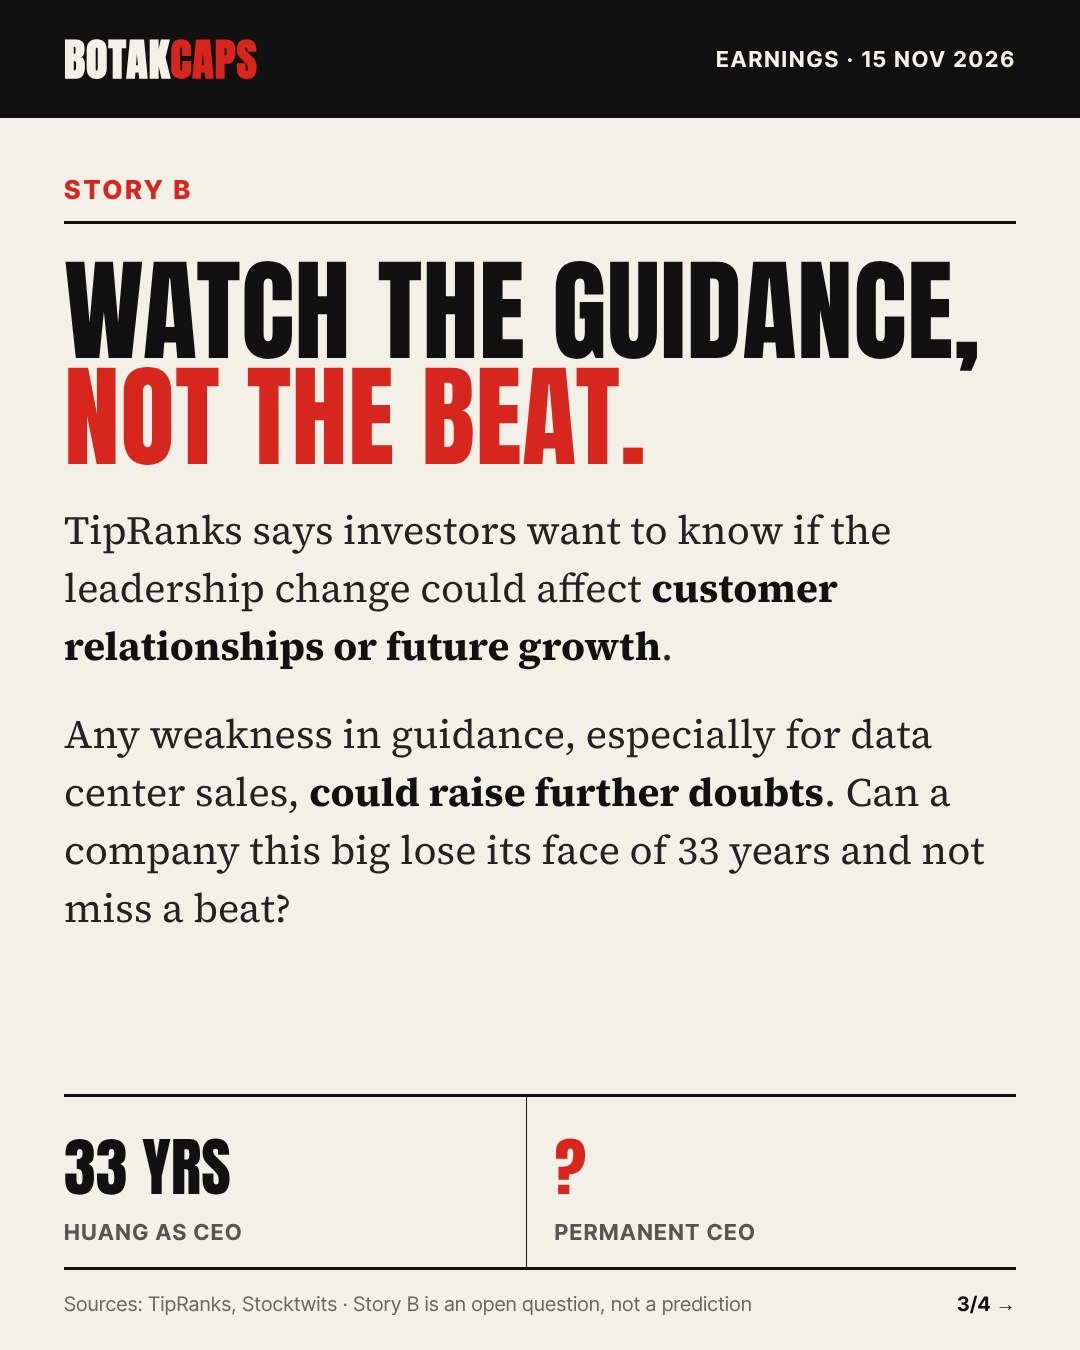 BOTAKCAPS
EARNINGS · 15 NOV 2026
STORY B
WATCH THE GUIDANCE,
NOT THE BEAT.
TipRanks says investors want to know if the
leadership change could affect customer
relationships or future growth.
Any weakness in guidance, especially for data
center sales, could raise further doubts. Can a
company this big lose its face of 33 years and not
miss a beat?
33 YRS
HUANG AS CEO
?
PERMANENT CEO
Sources: TipRanks, Stocktwits · Story B is an open question, not a prediction
3/4 →